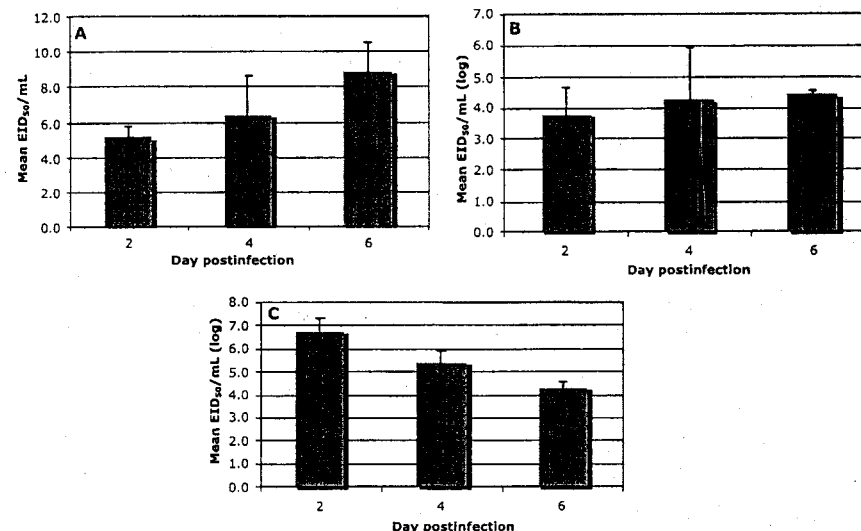 A
Mean EID₅₀/mL
12.0
10.0
8.0
6.0
4.0
2.0
0.0
2 4 6
Day postinfection
B
Mean EID₅₀/mL (log)
7.0
6.0
5.0
4.0
3.0
2.0
1.0
0.0
2 4 6
Day postinfection
C
Mean EID₅₀/mL (log)
8.0
7.0
6.0
5.0
4.0
3.0
2.0
1.0
0.0
2 4 6
Day postinfection